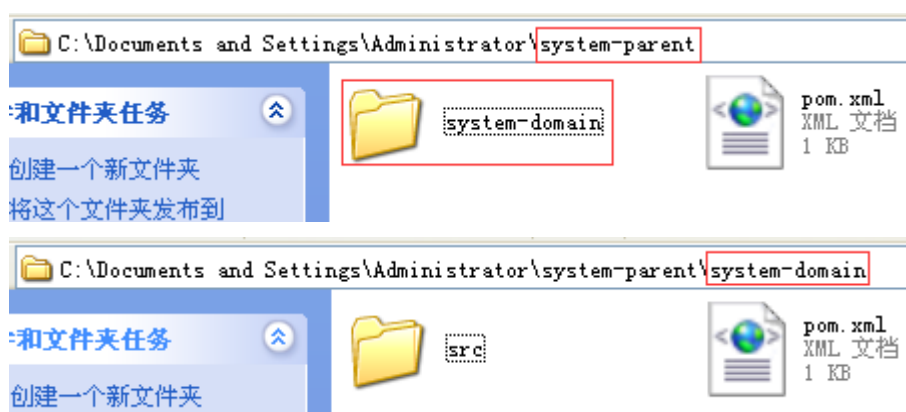 C:\Documents and Settings\Administrator\system-parent
和文件夹任务
system-domain
pom.xml
XML 文档
1 KB
创建一个新文件夹
将这个文件夹发布到
C:\Documents and Settings\Administrator\system-parent\system-domain
和文件夹任务
src
pom.xml
XML 文档
1 KB
创建一个新文件夹